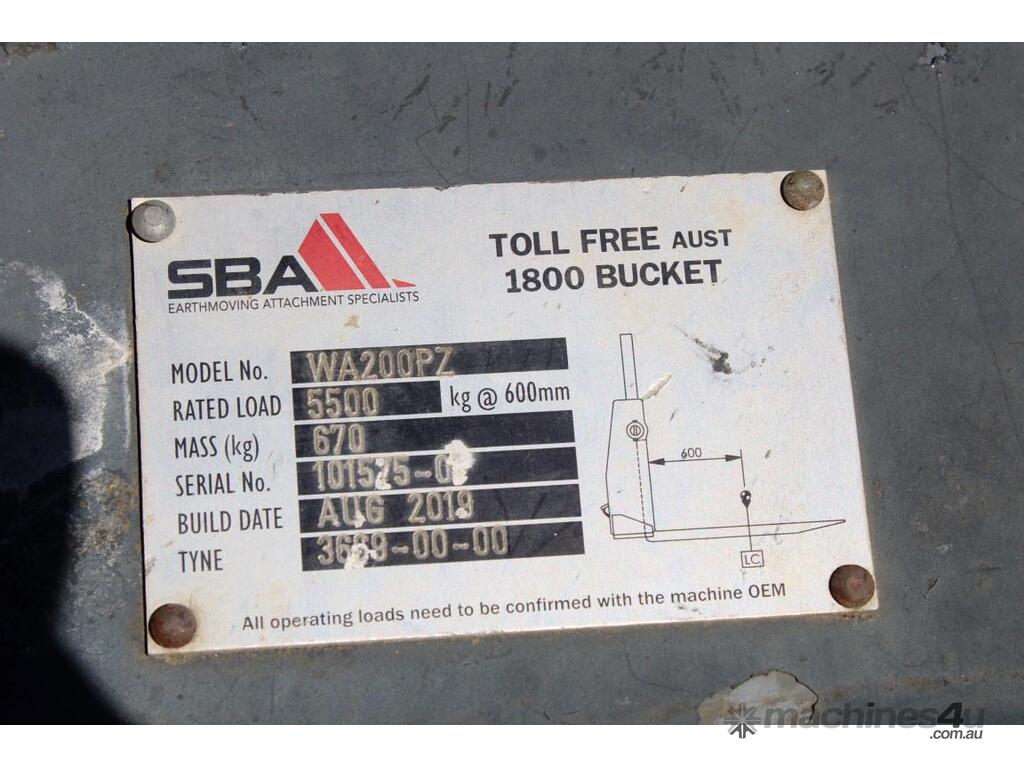 SBA
EARTHMOVING ATTACHMENT SPECIALISTS
TOLL FREE AUST
1800 BUCKET
MODEL No. WA200PZ
RATED LOAD 5500 kg @ 600mm
MASS (kg) 670
SERIAL No.
BUILD DATE AUG 2019
TYNE
600
LC
All operating loads need to be confirmed with the machine OEM
machines4u
.com.au